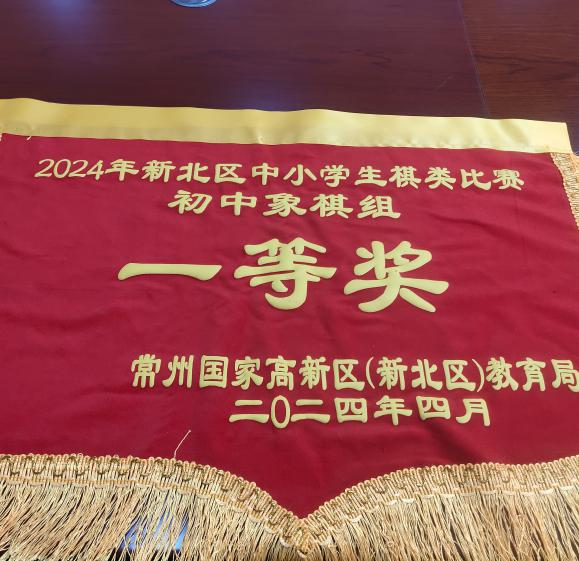 2024年新北区中小学生棋类比赛
初中象棋组
一等奖
常州国家高新区(新北区)教育局
二〇二四年四月